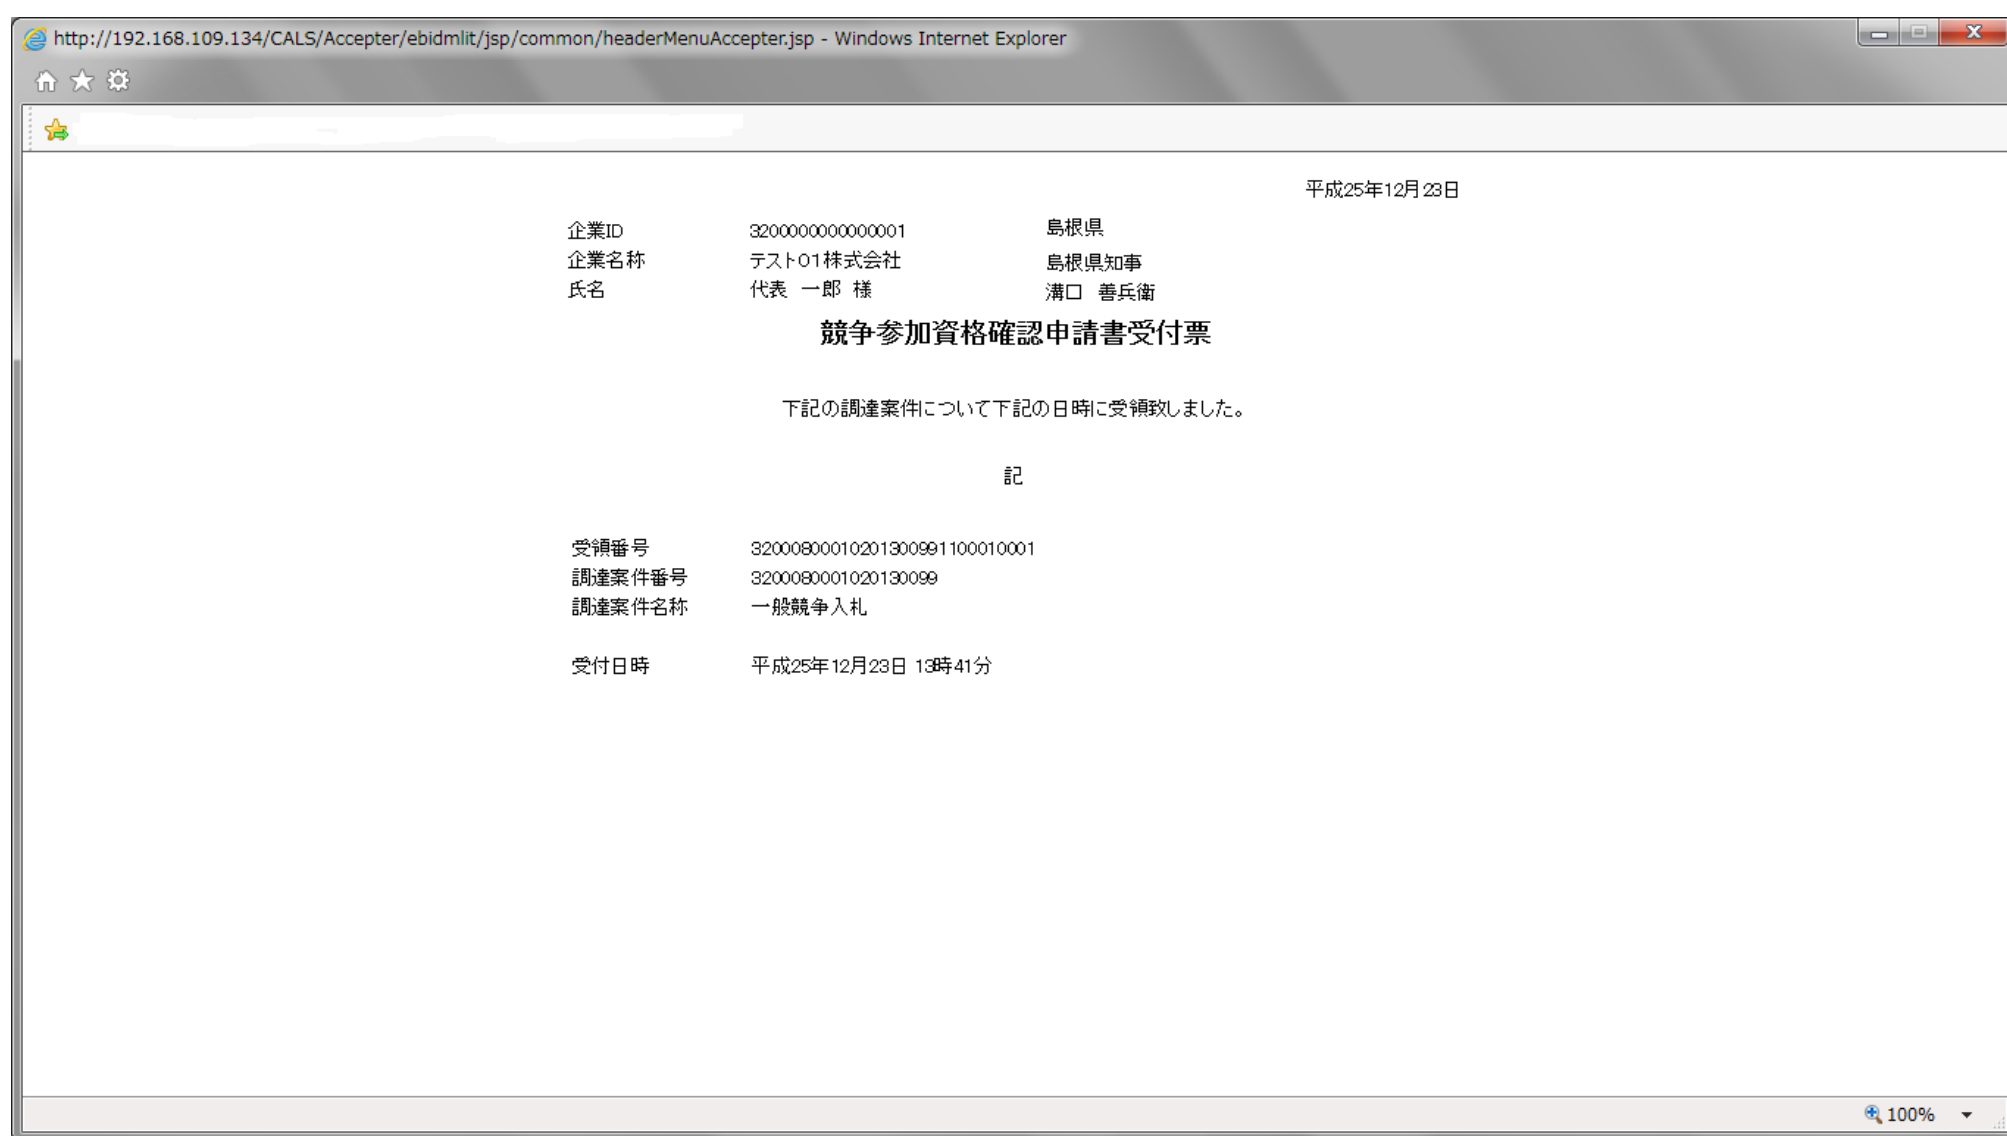 http://192.168.109.134/CALS/Accepter/ebidmlit/jsp/common/headerMenuAccepter.jsp - Windows Internet Explorer
平成25年12月23日
企業ID 3200000000000001 島根県
企業名称 テスト01株式会社 島根県知事
氏名 代表 一郎 様 溝口 善兵衛
競争参加資格確認申請書受付票
下記の調達案件について下記の日時に受領致しました。
記
受領番号 32000800010201300991100010001
調達案件番号 3200080001020130099
調達案件名称 一般競争入札
受付日時 平成25年12月23日 13時41分
100%